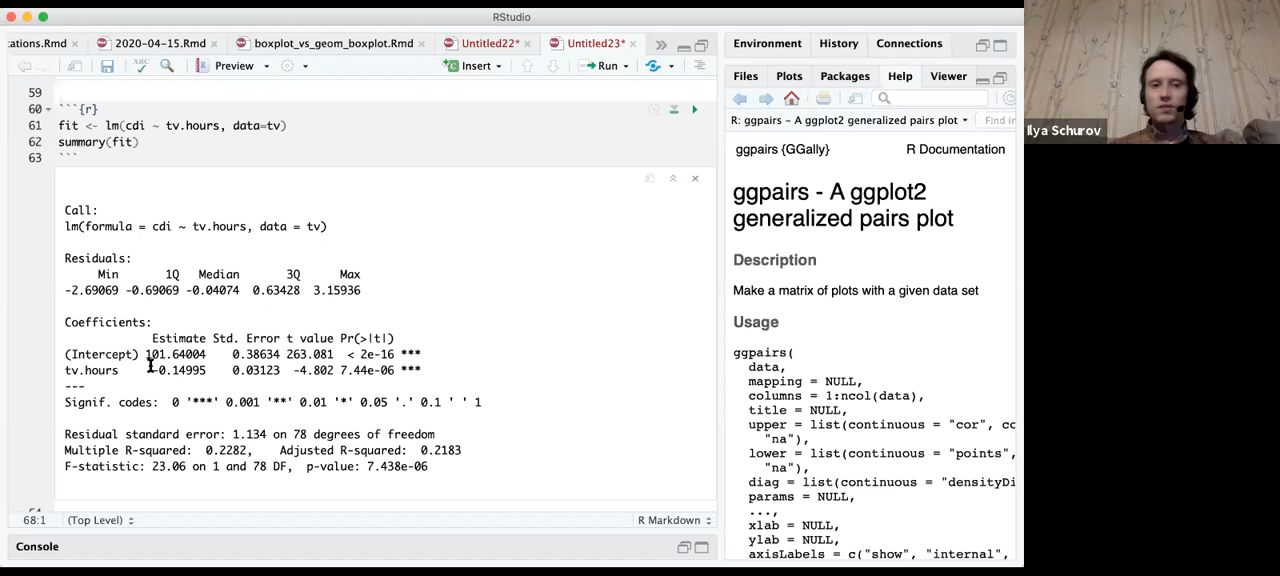 RStudio
tations.Rmd × 2020-04-15.Rmd × boxplot_vs_geom_boxplot.Rmd × Untitled22* × Untitled23* ×
ABC Preview Insert Run
59
60 ```{r}
61 fit <- lm(cdi ~ tv.hours, data=tv)
62 summary(fit)
63 ```
Call:
lm(formula = cdi ~ tv.hours, data = tv)
Residuals:
Min 1Q Median 3Q Max
-2.69069 -0.69069 -0.04074 0.63428 3.15936
Coefficients:
Estimate Std. Error t value Pr(>|t|)
(Intercept) 101.64004 0.38634 263.081 < 2e-16 ***
tv.hours -0.14995 0.03123 -4.802 7.44e-06 ***
---
Signif. codes: 0 '***' 0.001 '**' 0.01 '*' 0.05 '.' 0.1 ' ' 1
Residual standard error: 1.134 on 78 degrees of freedom
Multiple R-squared: 0.2282, Adjusted R-squared: 0.2183
F-statistic: 23.06 on 1 and 78 DF, p-value: 7.438e-06
68:1 (Top Level) R Markdown
Console
Environment History Connections
Files Plots Packages Help Viewer
R: ggpairs - A ggplot2 generalized pairs plot Find in
ggpairs {GGally} R Documentation
ggpairs - A ggplot2
generalized pairs plot
Description
Make a matrix of plots with a given data set
Usage
ggpairs(
data,
mapping = NULL,
columns = 1:ncol(data),
title = NULL,
upper = list(continuous = "cor", co
"na"),
lower = list(continuous = "points",
"na"),
diag = list(continuous = "densityDi
params = NULL,
...,
xlab = NULL,
ylab = NULL,
axisLabels = c("show", "internal",
Ilya Schurov